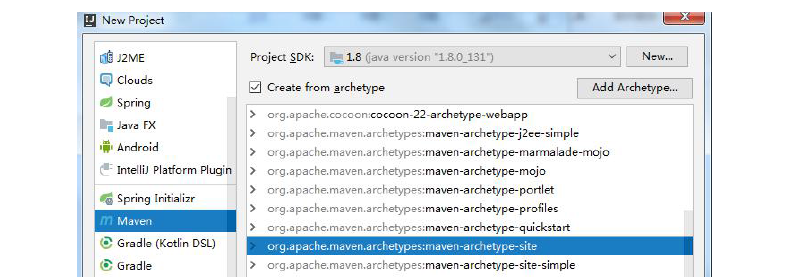 New Project
J2ME
Clouds
Spring
Java FX
Android
IntelliJ Platform Plugin
Spring Initializr
Maven
Gradle (Kotlin DSL)
Gradle
Project SDK: 1.8 (java version "1.8.0_131") New...
Create from archetype Add Archetype...
org.apache.cocoon:cocoon-22-archetype-webapp
org.apache.maven.archetypes:maven-archetype-j2ee-simple
org.apache.maven.archetypes:maven-archetype-marmalade-mojo
org.apache.maven.archetypes:maven-archetype-mojo
org.apache.maven.archetypes:maven-archetype-portlet
org.apache.maven.archetypes:maven-archetype-profiles
org.apache.maven.archetypes:maven-archetype-quickstart
org.apache.maven.archetypes:maven-archetype-site
org.apache.maven.archetypes:maven-archetype-site-simple